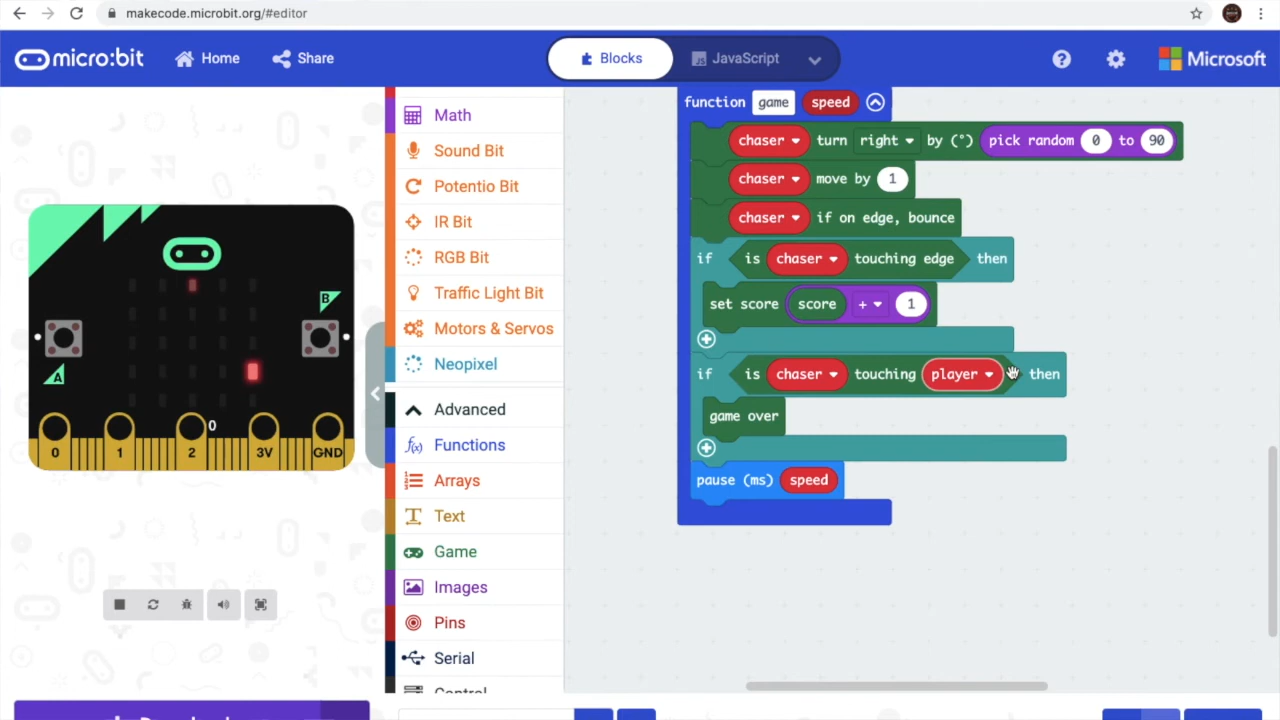 makecode.microbit.org/#editor
micro:bit Home Share Blocks JavaScript Microsoft
Math
Sound Bit
Potentio Bit
IR Bit
RGB Bit
Traffic Light Bit
Motors & Servos
Neopixel
Advanced
Functions
Arrays
Text
Game
Images
Pins
Serial
Control
A
B
0
0 1 2 3V GND
function game speed
chaser turn right by (°) pick random 0 to 90
chaser move by 1
chaser if on edge, bounce
if is chaser touching edge then
set score score + 1
if is chaser touching player then
game over
pause (ms) speed